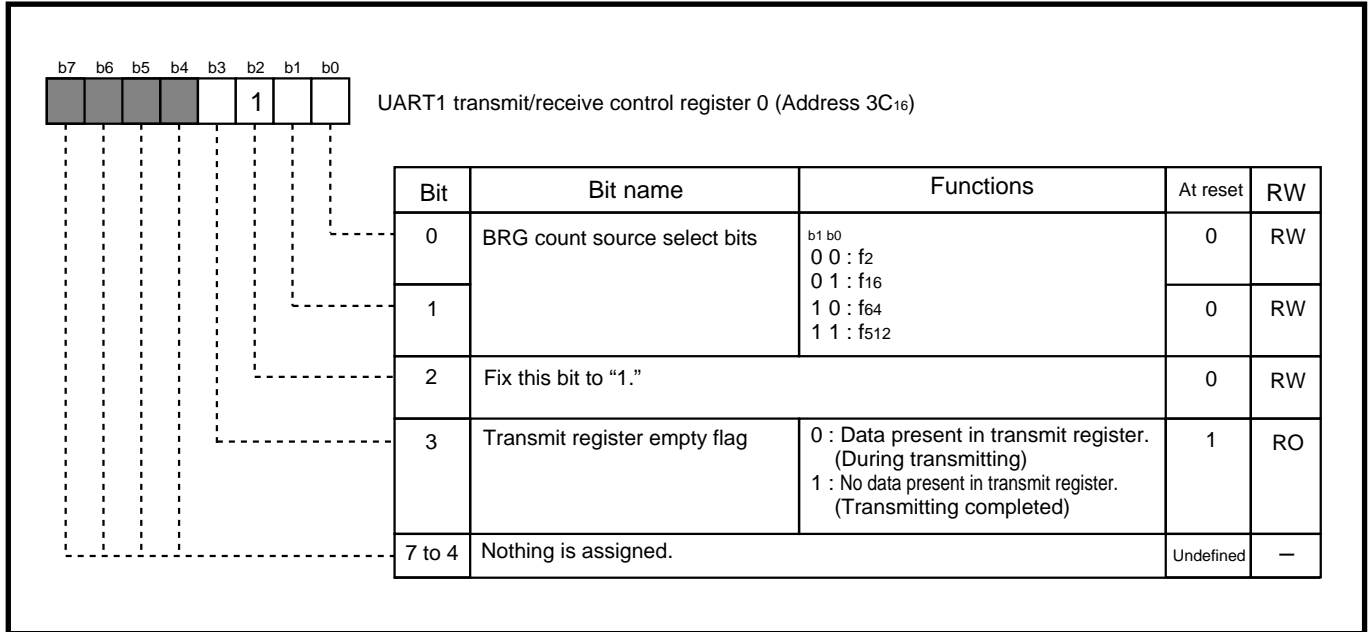 b7 b6 b5 b4 b3 b2 b1 b0
1
UART1 transmit/receive control register 0 (Address 3C16)
Bit Bit name Functions At reset RW
0 BRG count source select bits b1 b0 0 RW
0 0 : f2
0 1 : f16
1 1 0 : f64 0 RW
1 1 : f512
2 Fix this bit to “1.” 0 RW
3 Transmit register empty flag 0 : Data present in transmit register. 1 RO
(During transmitting)
1 : No data present in transmit register.
(Transmitting completed)
7 to 4 Nothing is assigned. Undefined –